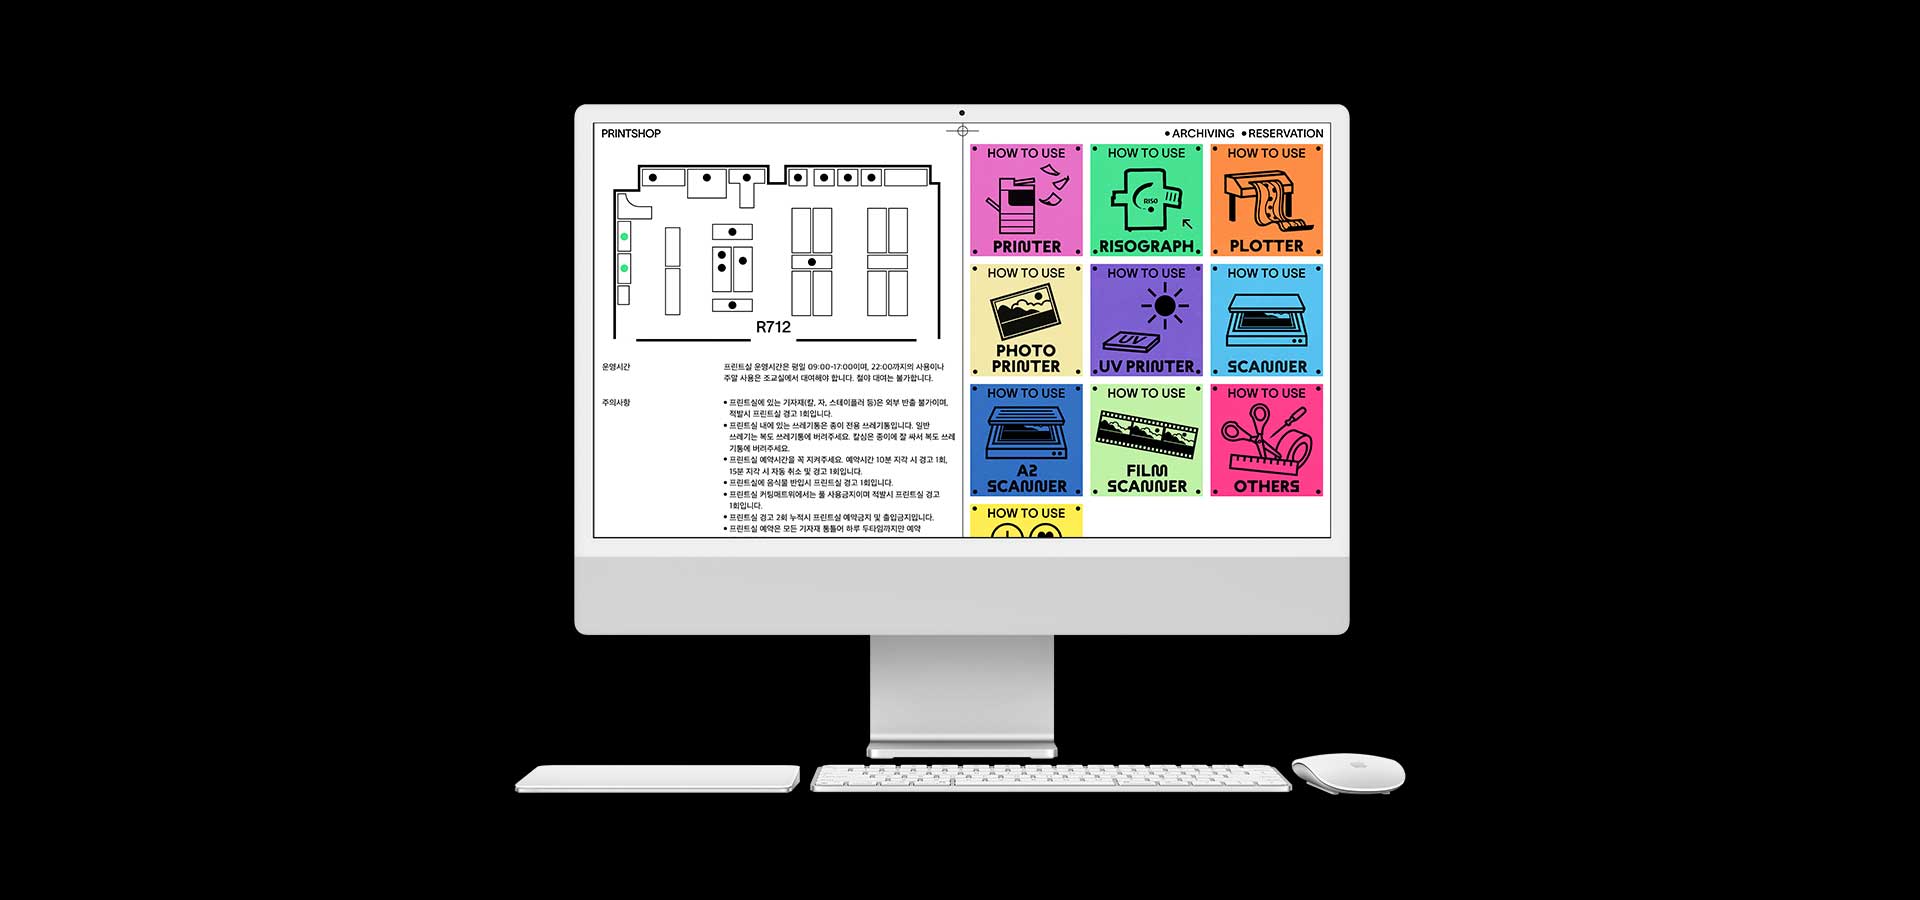 PRINTSHOP
R712
운영시간
프린트실 운영시간은 평일 09:00-17:00이며, 22:00까지의 사용이나
주말 사용은 조교실에서 대여해야 합니다. 철야 대여는 불가합니다.
주의사항
• 프린트실에 있는 기자재(칼, 자, 스테이플러 등)은 외부 반출 불가이며,
적발시 프린트실 경고 1회입니다.
• 프린트실 내에 있는 쓰레기통은 종이 전용 쓰레기통입니다. 일반
쓰레기는 복도 쓰레기통에 버려주세요. 칼심은 종이에 잘 싸서 복도 쓰레
기통에 버려주세요.
• 프린트실 예약시간을 꼭 지켜주세요. 예약시간 10분 지각 시 경고 1회,
15분 지각 시 자동 취소 및 경고 1회입니다.
• 프린트실에 음식물 반입시 프린트실 경고 1회입니다.
• 프린트실 커팅매트위에서는 풀 사용금지이며 적발시 프린트실 경고
1회입니다.
• 프린트실 경고 2회 누적시 프린트실 예약금지 및 출입금지입니다.
• 프린트실 예약은 모든 기자재 통틀어 하루 두타임까지만 예약
• ARCHIVING • RESERVATION
HOW TO USE
PRINTER
HOW TO USE
RISO
RISOGRAPH
HOW TO USE
PLOTTER
HOW TO USE
PHOTO
PRINTER
HOW TO USE
UV
UV PRINTER
HOW TO USE
SCANNER
HOW TO USE
A2
SCANNER
HOW TO USE
FILM
SCANNER
HOW TO USE
OTHERS
HOW TO USE